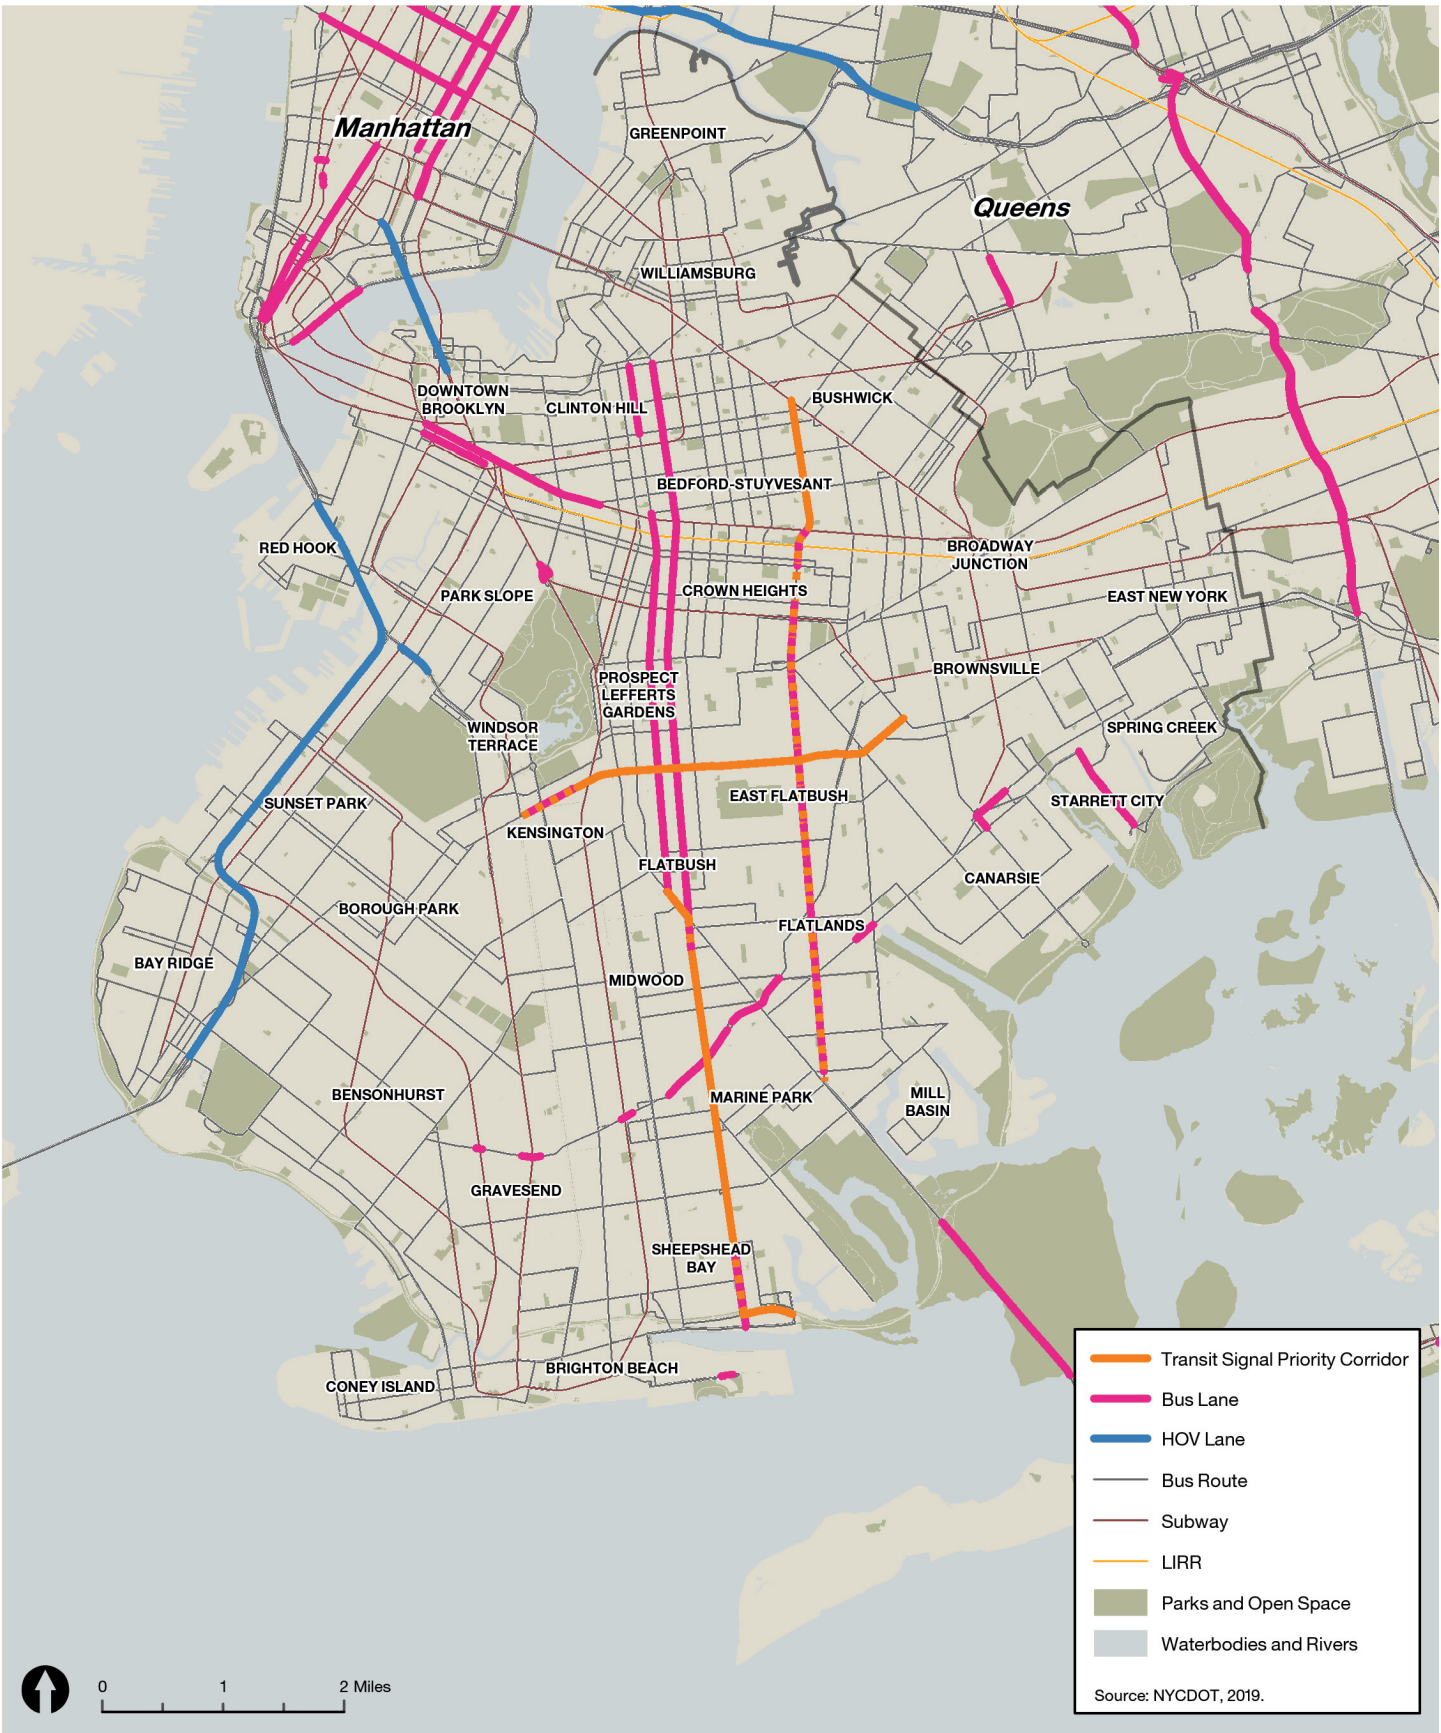 Manhattan
GREENPOINT
Queens
WILLIAMSBURG
DOWNTOWN
BROOKLYN
CLINTON HILL
BUSHWICK
BEDFORD-STUYVESANT
RED HOOK
BROADWAY
JUNCTION
PARK SLOPE
CROWN HEIGHTS
EAST NEW YORK
BROWNSVILLE
PROSPECT
LEFFERTS
GARDENS
WINDSOR
TERRACE
SPRING CREEK
SUNSET PARK
EAST FLATBUSH
STARRETT CITY
KENSINGTON
FLATBUSH
CANARSIE
BOROUGH PARK
FLATLANDS
BAY RIDGE
MIDWOOD
BENSONHURST
MARINE PARK
MILL
BASIN
GRAVESEND
SHEEPSHEAD
BAY
BRIGHTON BEACH
CONEY ISLAND
Transit Signal Priority Corridor
Bus Lane
HOV Lane
Bus Route
Subway
LIRR
Parks and Open Space
Waterbodies and Rivers
Source: NYCDOT, 2019.
0 1 2 Miles